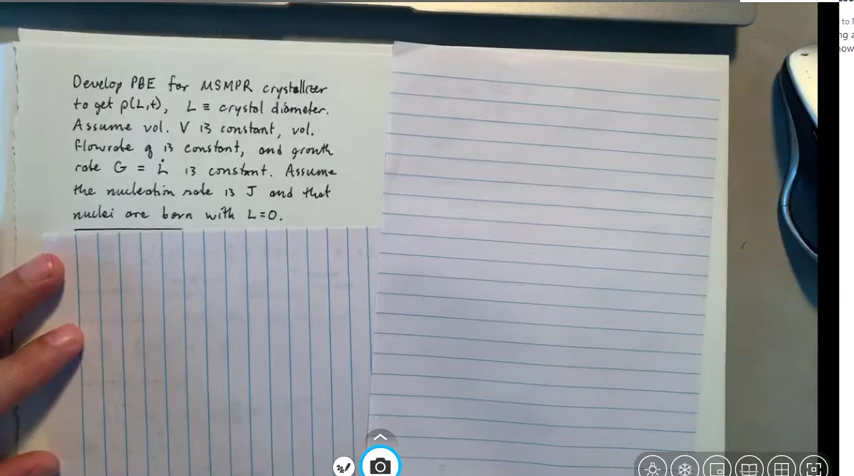 Develop PBE for MSMPR crystallizer
to get ρ(L,t), L ≡ crystal diameter.
Assume vol. V is constant, vol.
flowrate q is constant, and growth
rate G = L̇ is constant. Assume
the nucleation rate is J and that
nuclei are born with L=0.
to